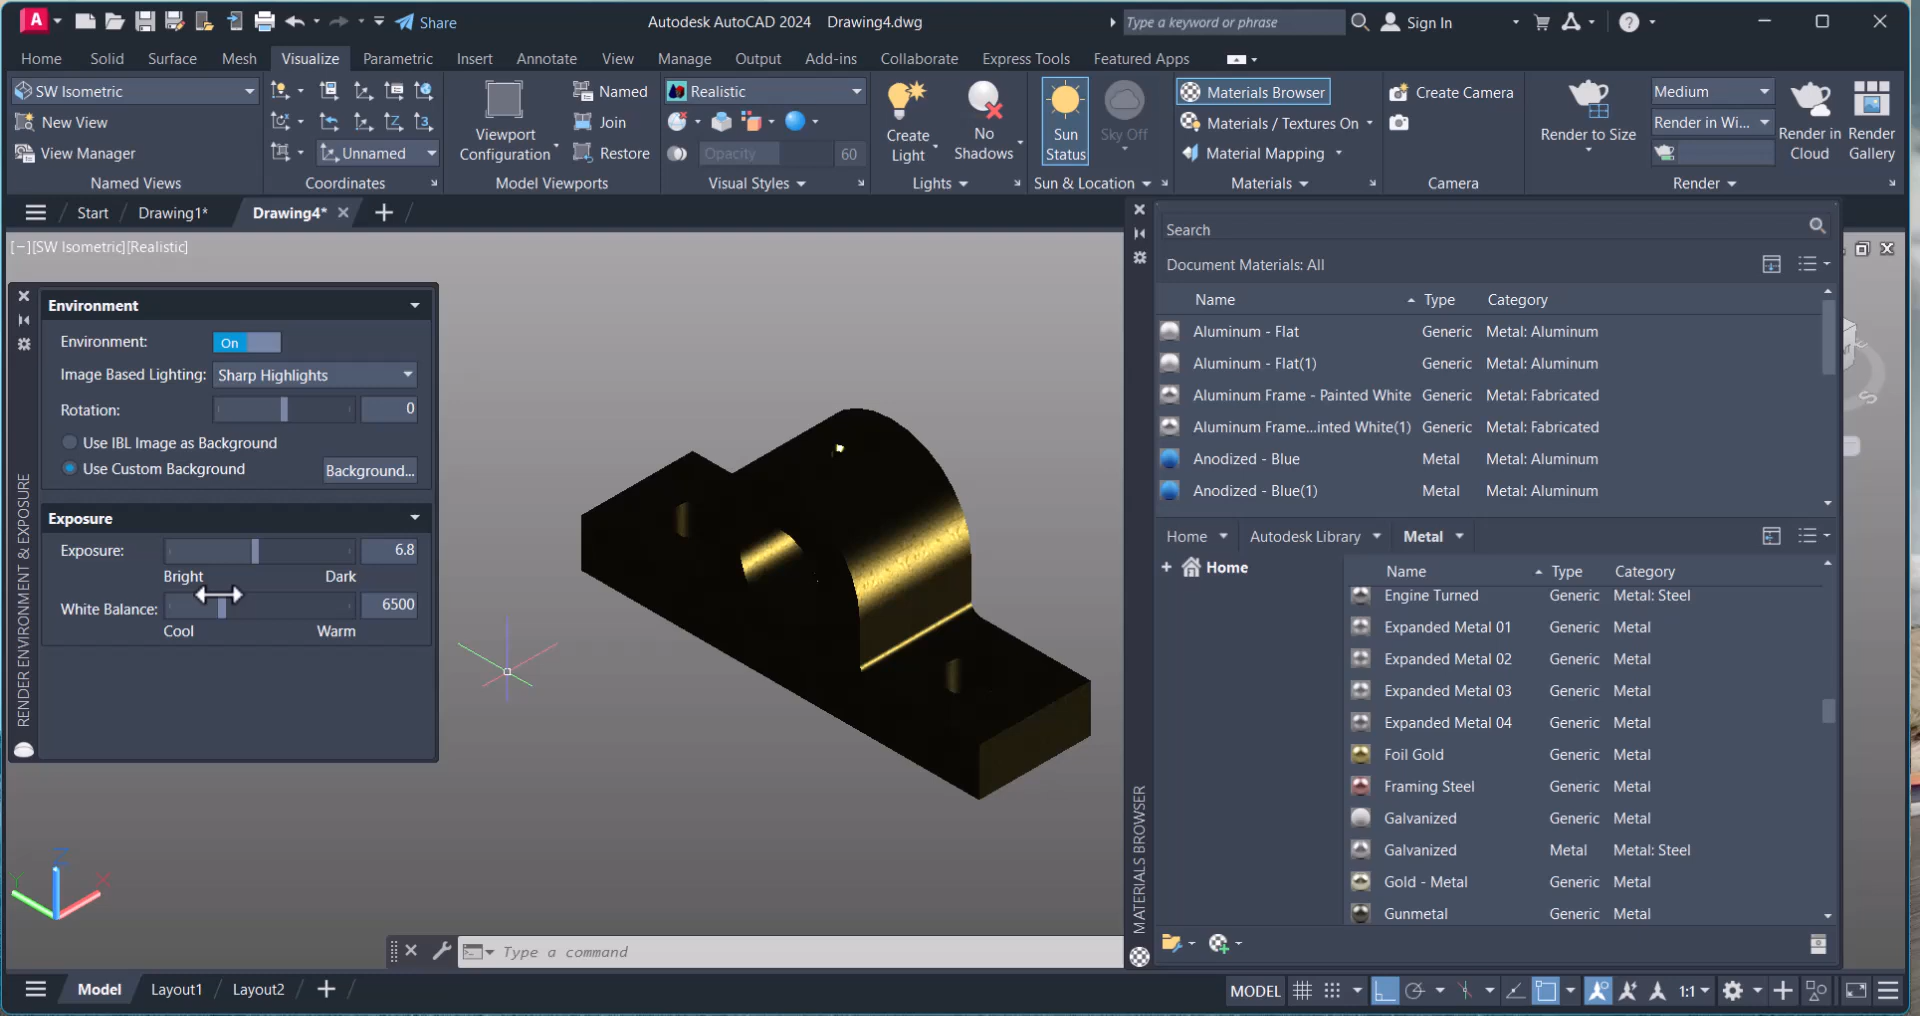 A Share Autodesk AutoCAD 2024 Drawing4.dwg Type a keyword or phrase Sign In
Home Solid Surface Mesh Visualize Parametric Insert Annotate View Manage Output Add-ins Collaborate Express Tools Featured Apps
SW Isometric
New View
View Manager
Named Views
Unnamed
Coordinates
Viewport
Configuration
Named
Join
Restore
Model Viewports
Realistic
Opacity 60
Visual Styles
Create
Light
No
Shadows
Lights
Sun
Status
Sky Off
Sun & Location
Materials Browser
Materials / Textures On
Material Mapping
Materials
Create Camera
Camera
Render to Size
Medium
Render in Wi...
Render in
Cloud
Render
Gallery
Render
Start Drawing1* Drawing4*
[−][SW Isometric][Realistic]
RENDER ENVIRONMENT & EXPOSURE
Environment
Environment: On
Image Based Lighting: Sharp Highlights
Rotation: 0
Use IBL Image as Background
Use Custom Background Background...
Exposure
Exposure: 6.8
Bright Dark
White Balance: 6500
Cool Warm
Z
Y
X
Type a command
MATERIALS BROWSER
Search
Document Materials: All
Name Type Category
Aluminum - Flat Generic Metal: Aluminum
Aluminum - Flat(1) Generic Metal: Aluminum
Aluminum Frame - Painted White Generic Metal: Fabricated
Aluminum Frame...inted White(1) Generic Metal: Fabricated
Anodized - Blue Metal Metal: Aluminum
Anodized - Blue(1) Metal Metal: Aluminum
Home Autodesk Library Metal
Home
Name Type Category
Engine Turned Generic Metal: Steel
Expanded Metal 01 Generic Metal
Expanded Metal 02 Generic Metal
Expanded Metal 03 Generic Metal
Expanded Metal 04 Generic Metal
Foil Gold Generic Metal
Framing Steel Generic Metal
Galvanized Generic Metal
Galvanized Metal Metal: Steel
Gold - Metal Generic Metal
Gunmetal Generic Metal
S
Model Layout1 Layout2
MODEL 1:1